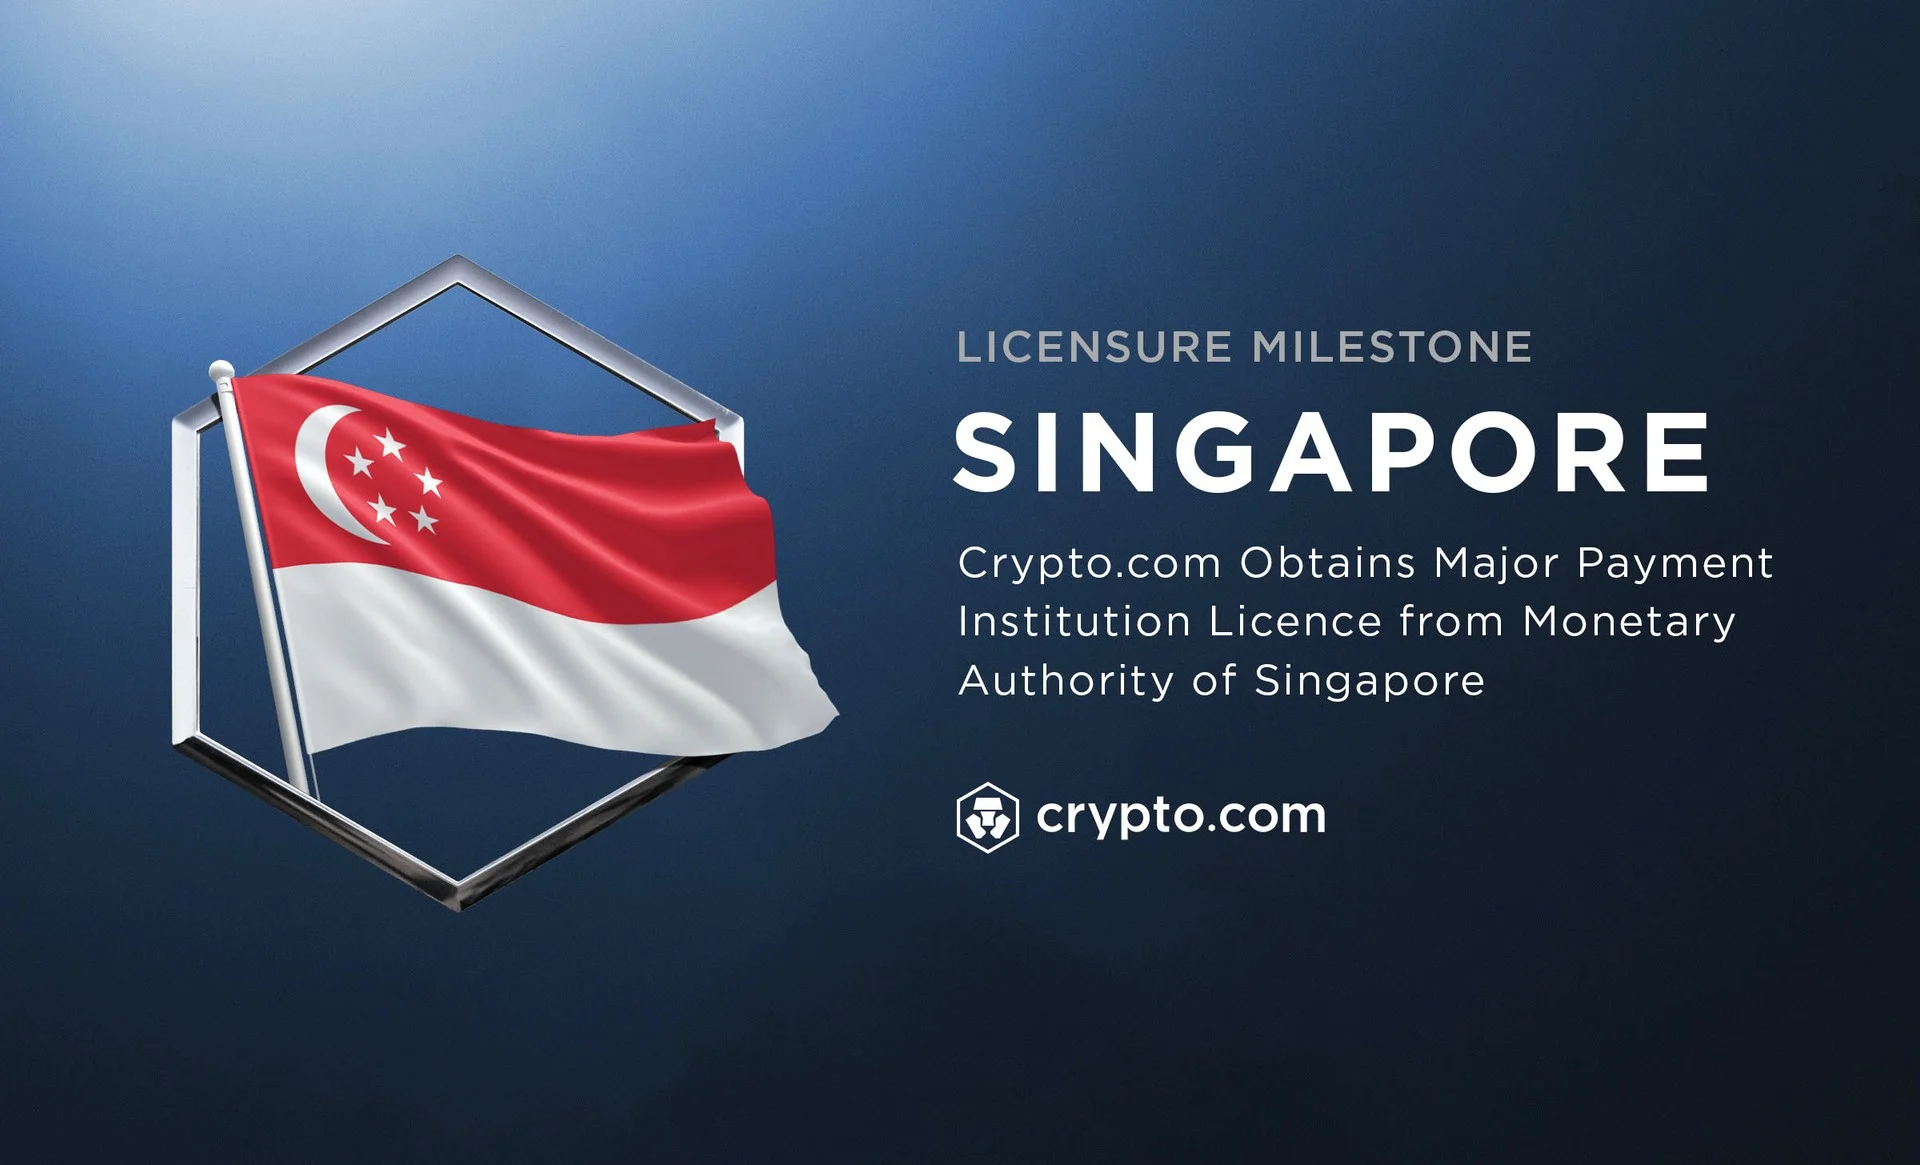 LICENSURE MILESTONE
SINGAPORE
Crypto.com Obtains Major Payment
Institution Licence from Monetary
Authority of Singapore
crypto.com